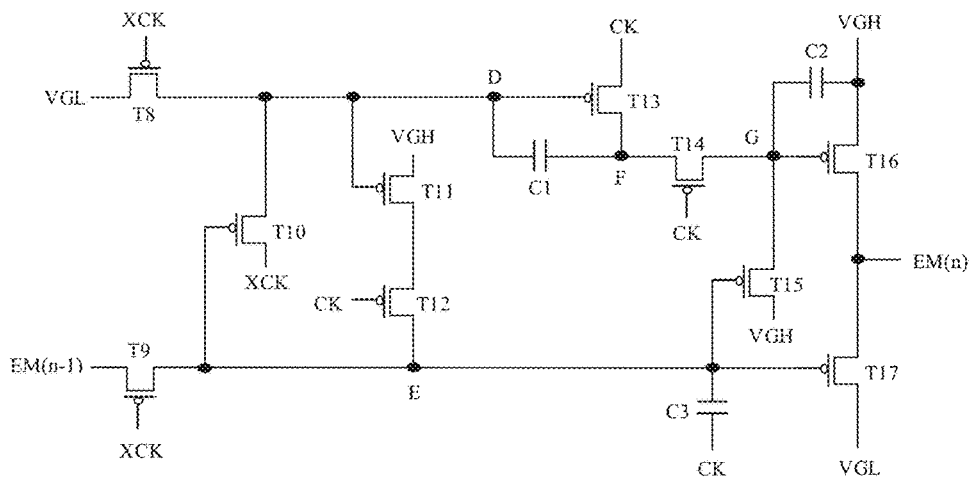 XCK
CK
VGH
C2
D
VGL
T8
T13
VGH
T14
G
C1
F
T11
T16
CK
T10
XCK
CK
T12
T15
VGH
EM(n)
T9
EM(n-1)
E
T17
C3
XCK
CK
VGL